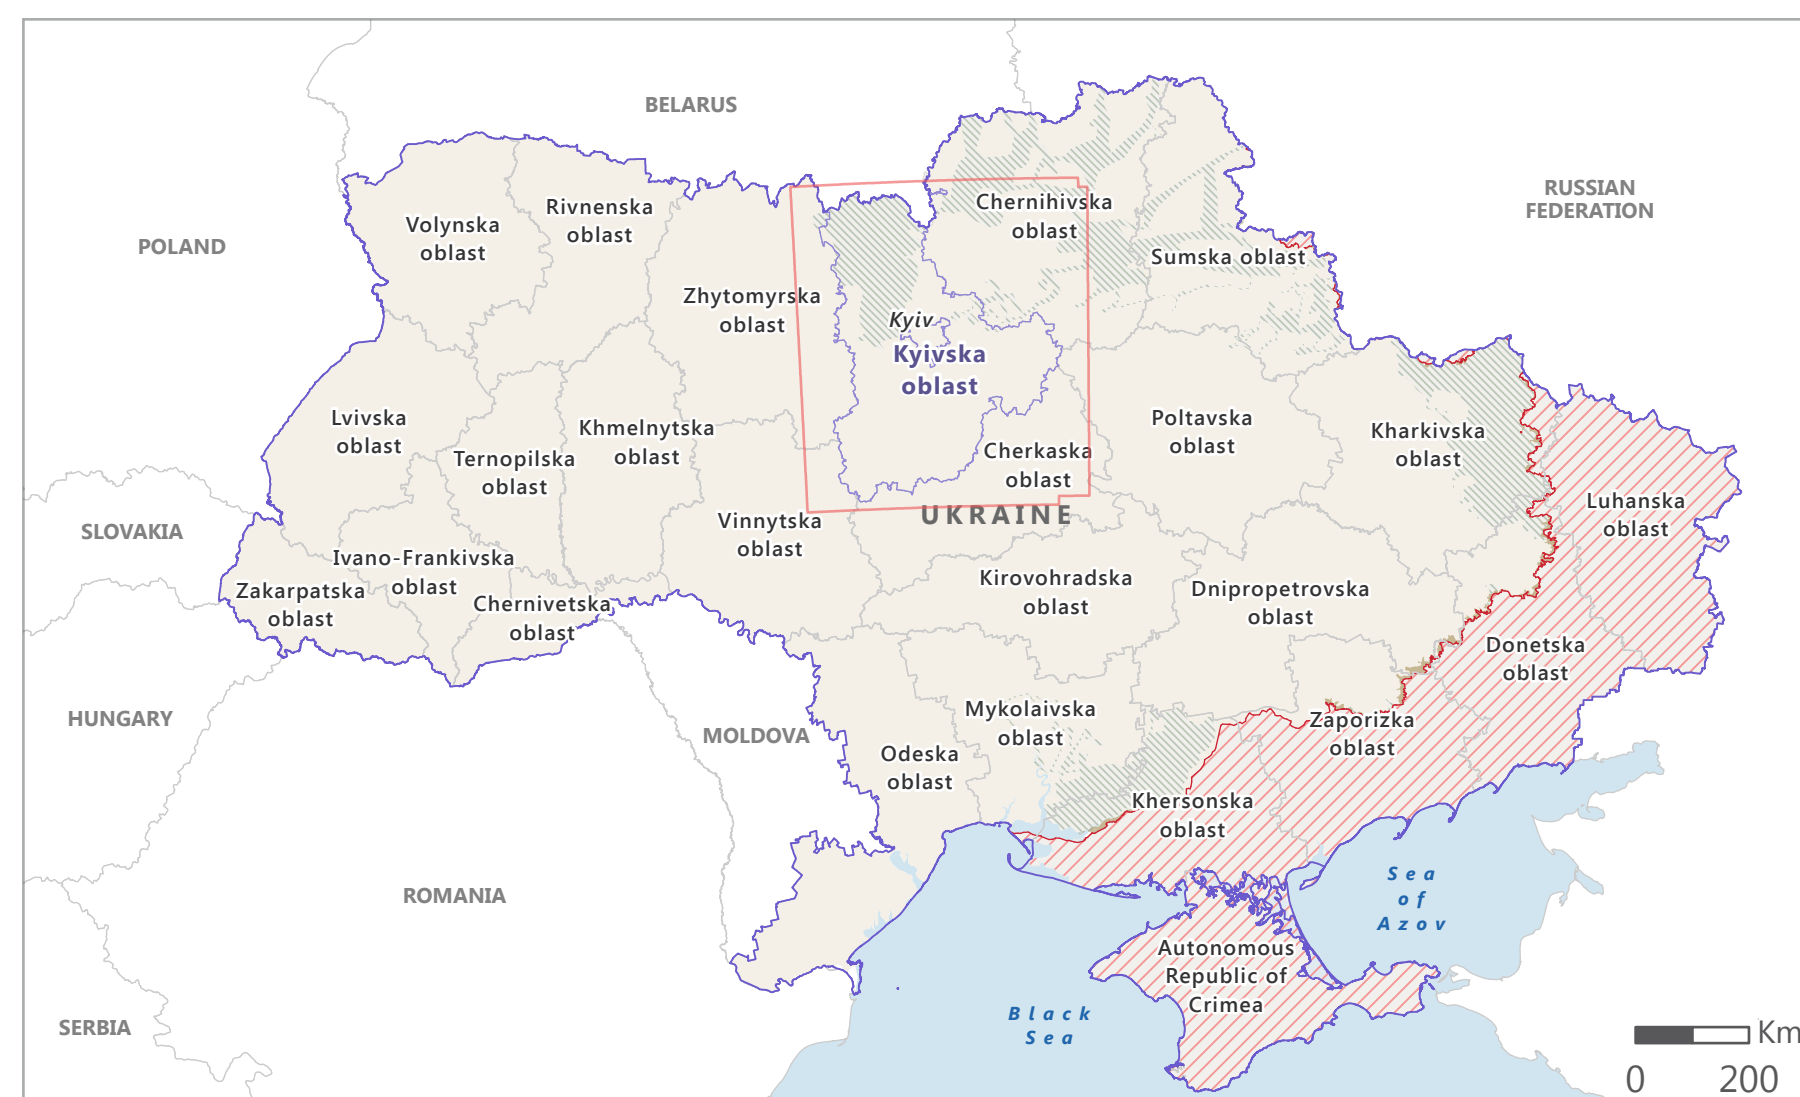 BELARUS
RUSSIAN
FEDERATION
POLAND
Volynska
oblast
Rivnenska
oblast
Chernihivska
oblast
Sumska oblast
Zhytomyrska
oblast
Kyiv
Kyivska
oblast
Lvivska
oblast
Ternopilska
oblast
Khmelnytska
oblast
Cherkaska
oblast
Poltavska
oblast
Kharkivska
oblast
Luhanska
oblast
SLOVAKIA
Vinnytska
oblast
UKRAINE
Ivano-Frankivska
oblast
Zakarpatska
oblast
Chernivetska
oblast
Kirovohradska
oblast
Dnipropetrovska
oblast
Donetska
oblast
HUNGARY
MOLDOVA
Mykolaivska
oblast
Odeska
oblast
Zaporizka
oblast
Khersonska
oblast
ROMANIA
Sea
of
Azov
Autonomous
Republic of
Crimea
Black
Sea
SERBIA
Km
0 200